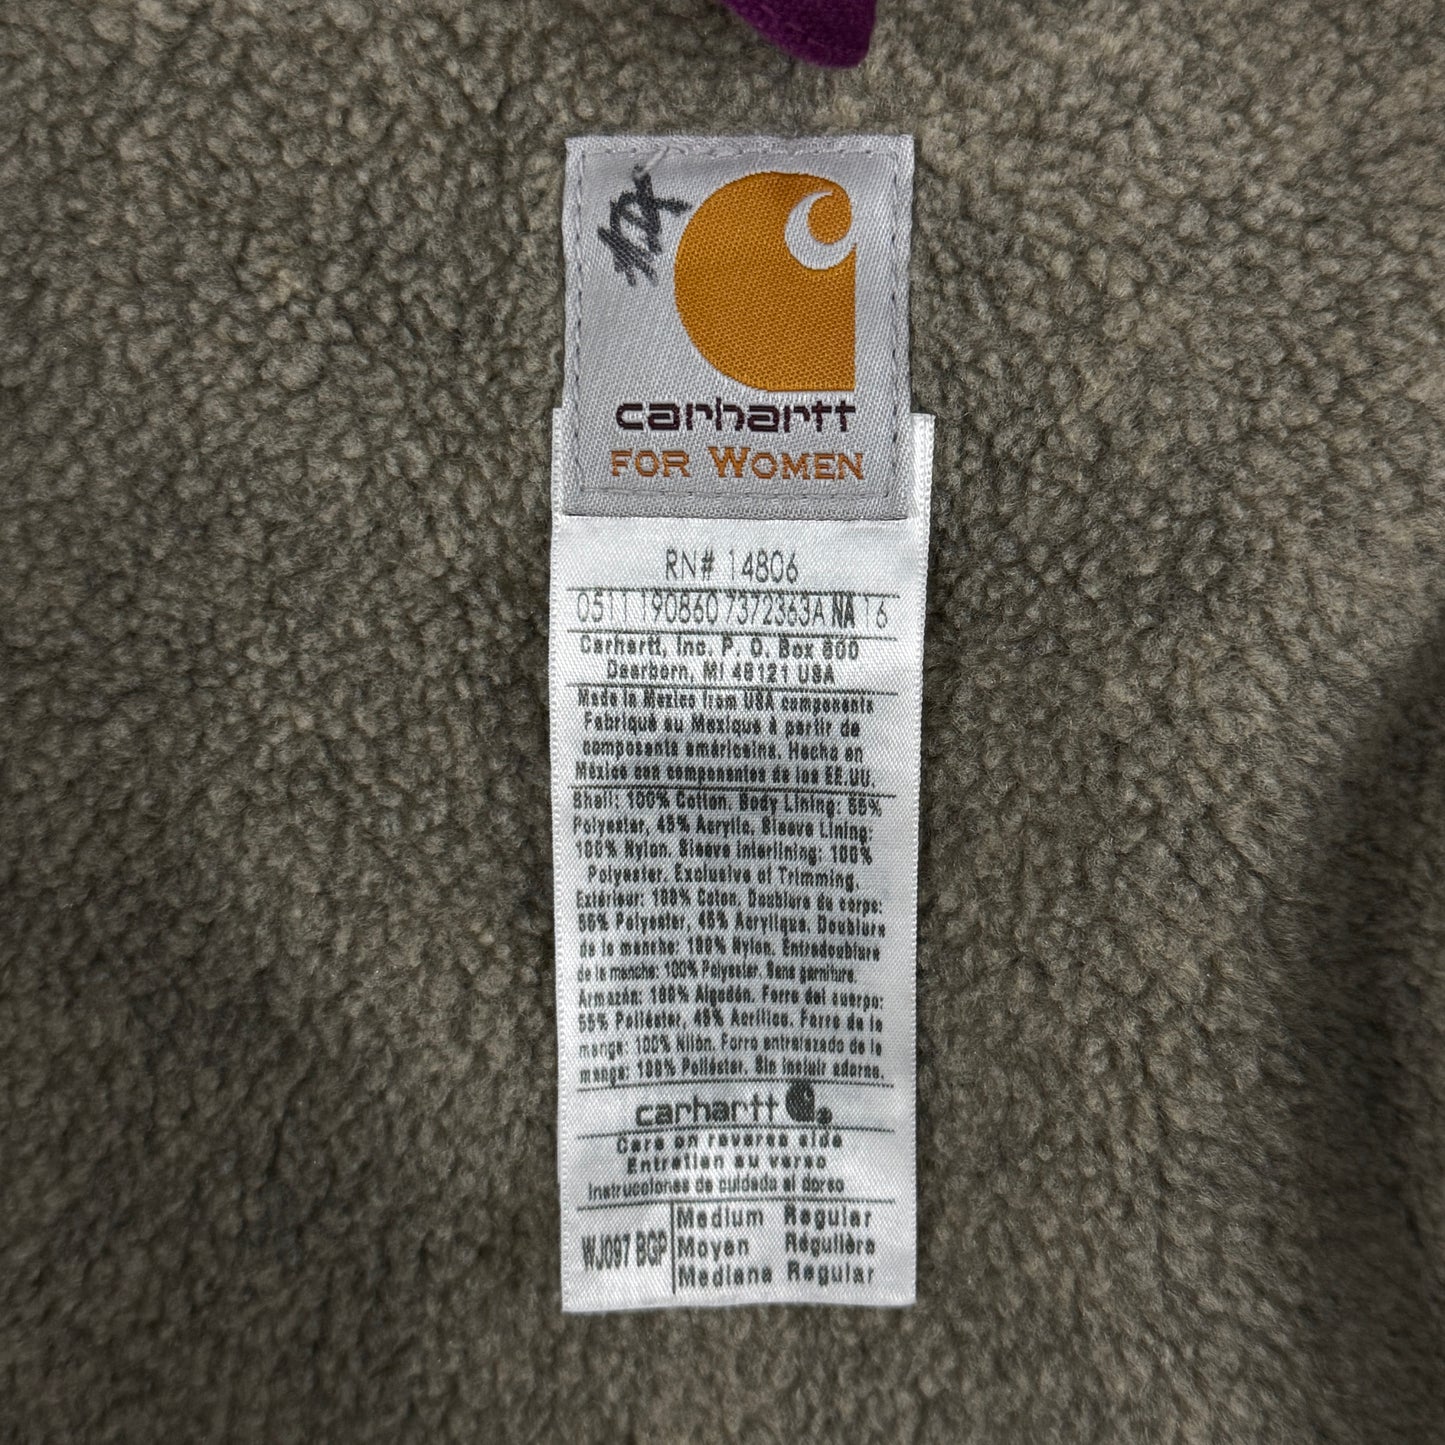 carhartt
FOR WOMEN
RN# 14806
0511 190860 7372363A NA 16
Carhartt, Inc. P. O. Box 600
Dearborn, MI 48121 USA
Made in Mexico from USA components
Fabriqué au Mexique à partir de
composants américains. Hecho en
México con componentes de los EE.UU.
Shell: 100% Cotton. Body Lining: 55%
Polyester, 45% Acrylic. Sleeve Lining:
100% Nylon. Sleeve Interlining: 100%
Polyester. Exclusive of Trimming.
Extérieur: 100% Coton. Doublure de corps:
55% Polyester, 45% Acrylique. Doublure
de la manche: 100% Nylon. Entredoublure
de la manche: 100% Polyester. Sans garniture.
Armazón: 100% Algodón. Forro del cuerpo:
55% Poliéster, 45% Acrílico. Forro de la
manga: 100% Nilón. Forro entrelazado de la
manga: 100% Poliéster. Sin incluir adorno.
carhartt
Care on reverse side
Entretien au verso
Instrucciones de cuidado al dorso
WJ097 BGP
Medium Regular
Moyen Régulière
Mediana Regular